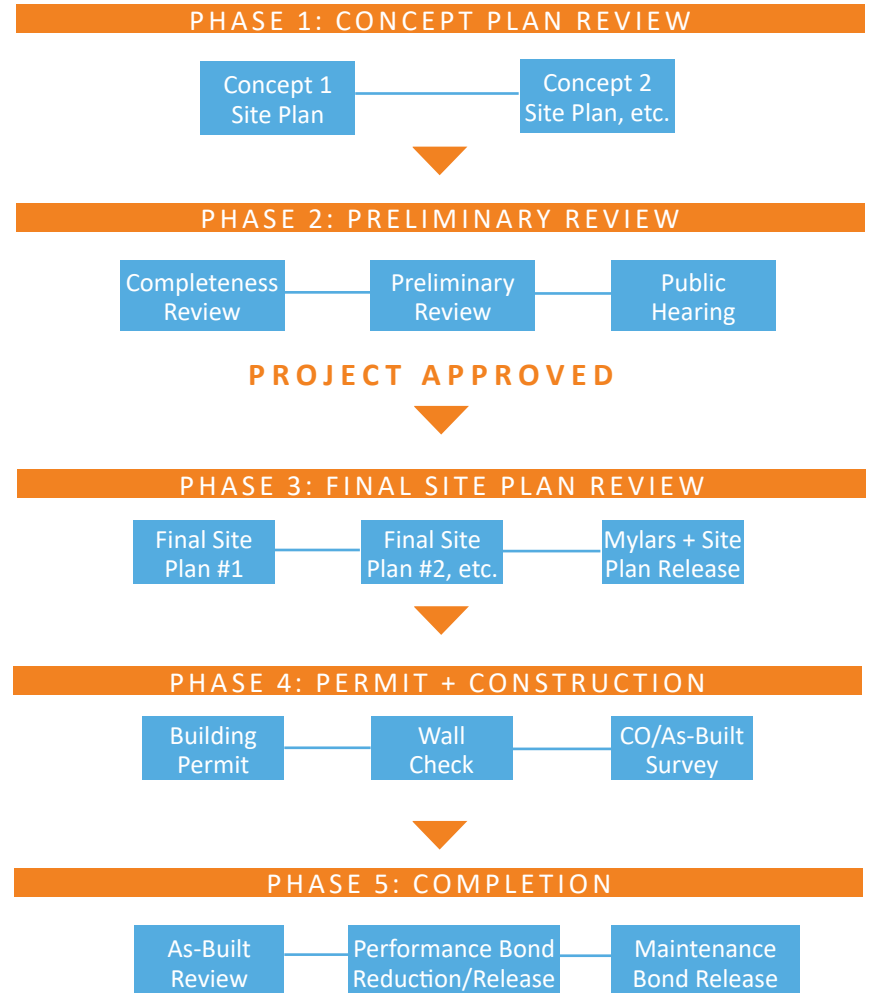 PHASE 1: CONCEPT PLAN REVIEW
Concept 1
Site Plan
Concept 2
Site Plan, etc.
PHASE 2: PRELIMINARY REVIEW
Completeness
Review
Preliminary
Review
Public
Hearing
PROJECT APPROVED
PHASE 3: FINAL SITE PLAN REVIEW
Final Site
Plan #1
Final Site
Plan #2, etc.
Mylars + Site
Plan Release
PHASE 4: PERMIT + CONSTRUCTION
Building
Permit
Wall
Check
CO/As-Built
Survey
PHASE 5: COMPLETION
As-Built
Review
Performance Bond
Reduction/Release
Maintenance
Bond Release